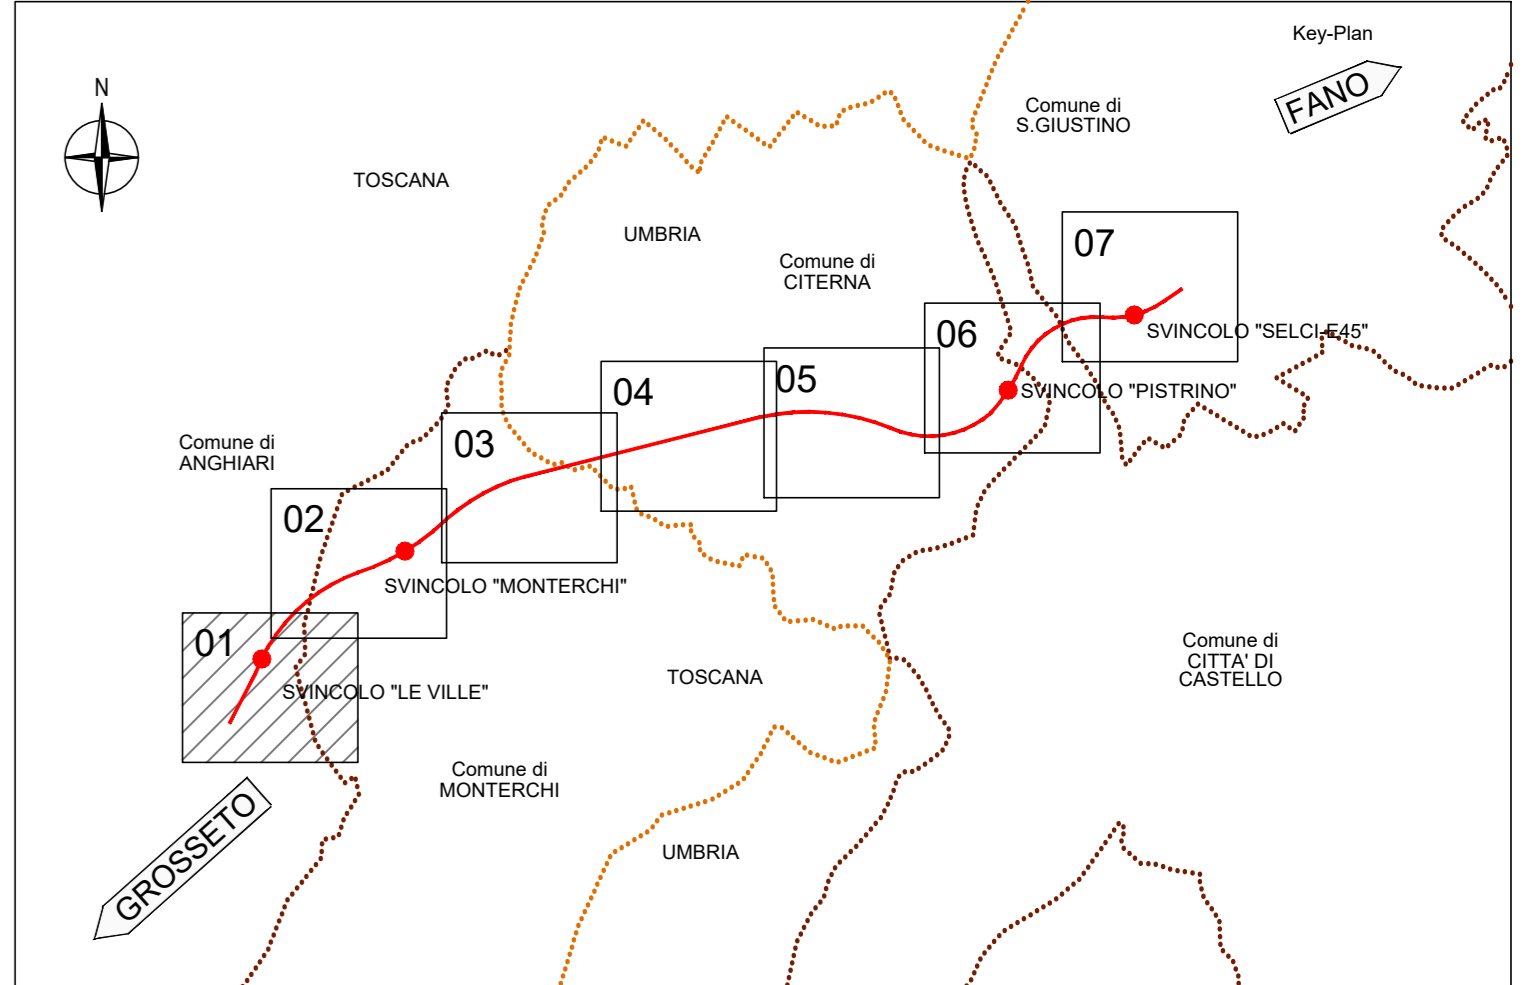 Key-Plan
N
FANO
Comune di
S.GIUSTINO
TOSCANA
UMBRIA
07
Comune di
CITERNA
06
SVINCOLO "SELCI-E45"
05
04
SVINCOLO "PISTRINO"
03
Comune di
ANGHIARI
02
SVINCOLO "MONTERCHI"
01
Comune di
CITTA' DI
CASTELLO
TOSCANA
SVINCOLO "LE VILLE"
Comune di
MONTERCHI
GROSSETO
UMBRIA